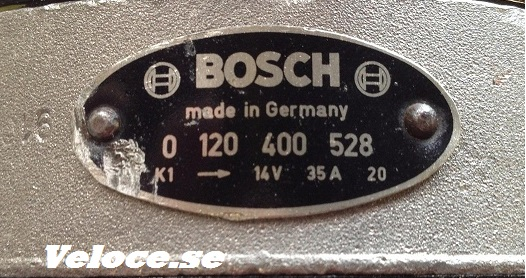 BOSCH
made in Germany
0 120 400 528
K1 → 14V 35A 20
Veloce.se